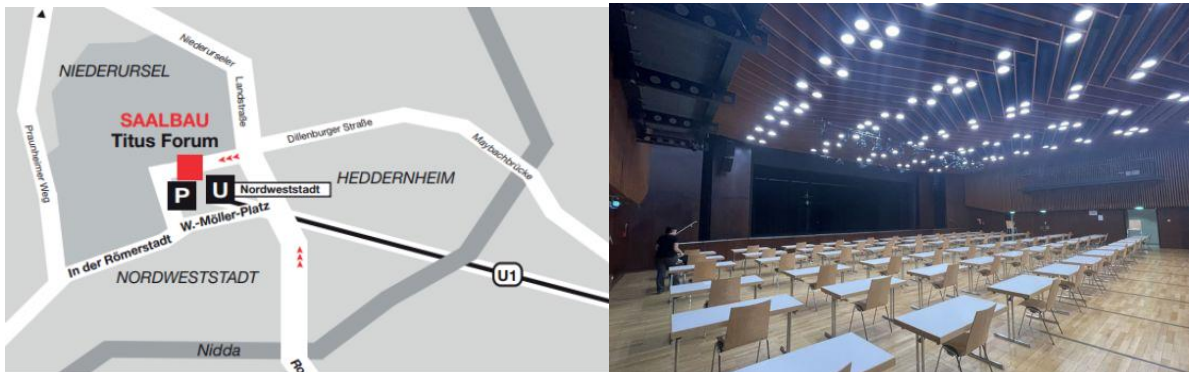 NIEDERURSEL
Niederurseler
Landstraße
SAALBAU
Titus Forum
Dillenburger Straße
Maybachbrücke
Praunheimer Weg
HEDDERNHEIM
P
U
Nordweststadt
W.-Möller-Platz
In der Römerstadt
NORDWESTSTADT
U1
Nidda